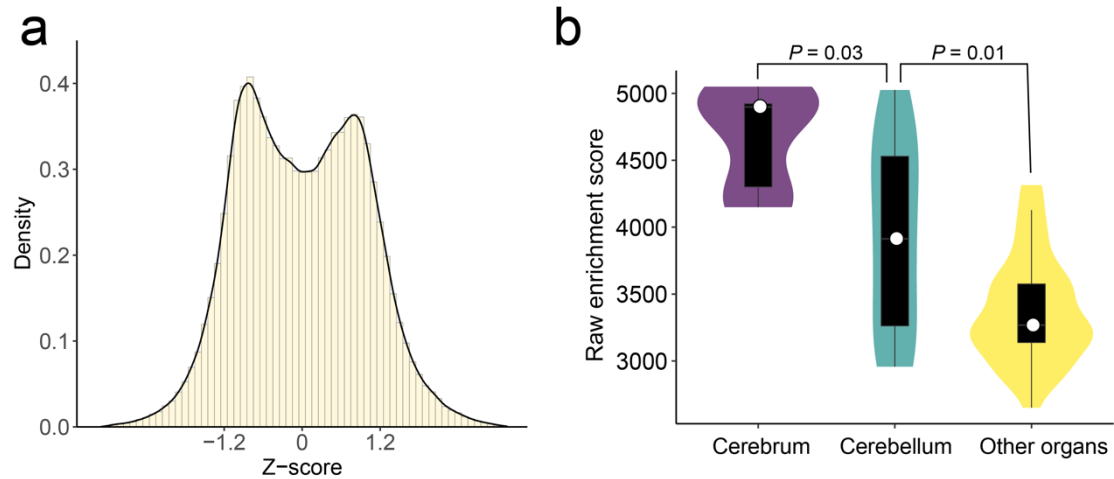 a
Density
0.4
0.3
0.2
0.1
0.0
−1.2 0 1.2
Z−score
b
P = 0.03 P = 0.01
Raw enrichment score
5000
4500
4000
3500
3000
Cerebrum Cerebellum Other organs